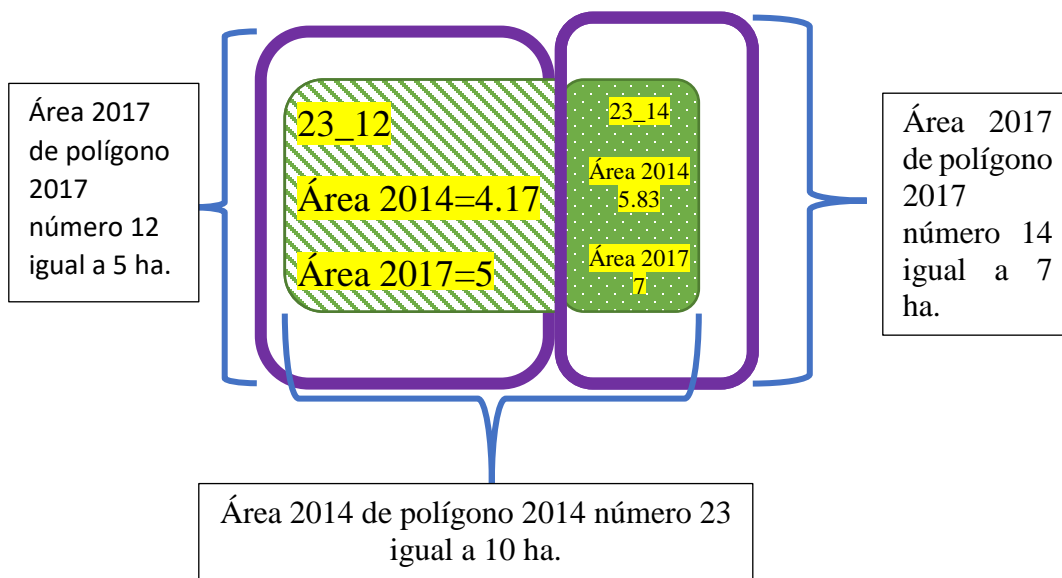 Área 2017
de polígono
2017
número 12
igual a 5 ha.
23_12
Área 2014=4.17
Área 2017=5
23_14
Área 2014
5.83
Área 2017
7
Área 2017
de polígono
2017
número 14
igual a 7
ha.
Área 2014 de polígono 2014 número 23
igual a 10 ha.